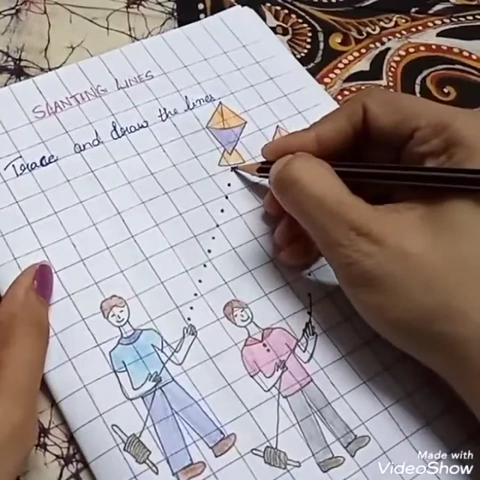 SLANTING LINES
Trace and draw the lines
Made with
VideoShow